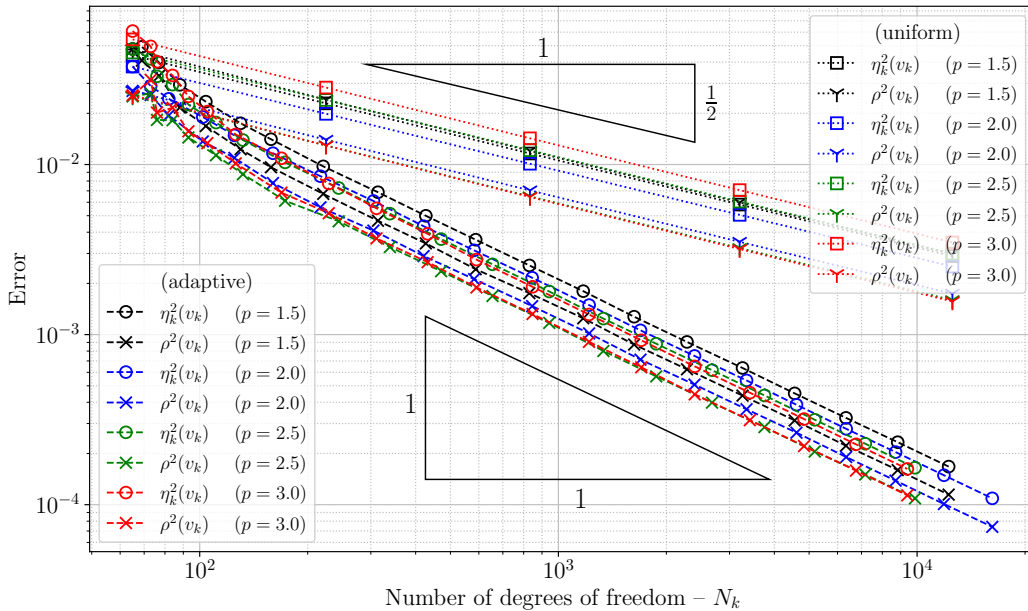 Error
10⁻²
10⁻³
10⁻⁴
1
1/2
1
1
(uniform)
η²ₖ(vₖ) (p = 1.5)
ρ²(vₖ) (p = 1.5)
η²ₖ(vₖ) (p = 2.0)
ρ²(vₖ) (p = 2.0)
η²ₖ(vₖ) (p = 2.5)
ρ²(vₖ) (p = 2.5)
η²ₖ(vₖ) (p = 3.0)
ρ²(vₖ) (p = 3.0)
(adaptive)
η²ₖ(vₖ) (p = 1.5)
ρ²(vₖ) (p = 1.5)
η²ₖ(vₖ) (p = 2.0)
ρ²(vₖ) (p = 2.0)
η²ₖ(vₖ) (p = 2.5)
ρ²(vₖ) (p = 2.5)
η²ₖ(vₖ) (p = 3.0)
ρ²(vₖ) (p = 3.0)
10² 10³ 10⁴
Number of degrees of freedom – Nₖ